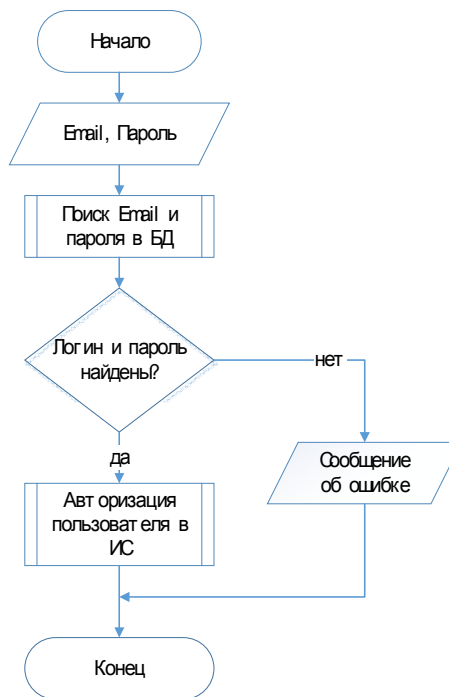 Начало
Email, Пароль
Поиск Email и
пароля в БД
Логин и пароль
найдены?
нет
да
Сообщение
об ошибке
Авторизация
пользователя в
ИС
Конец